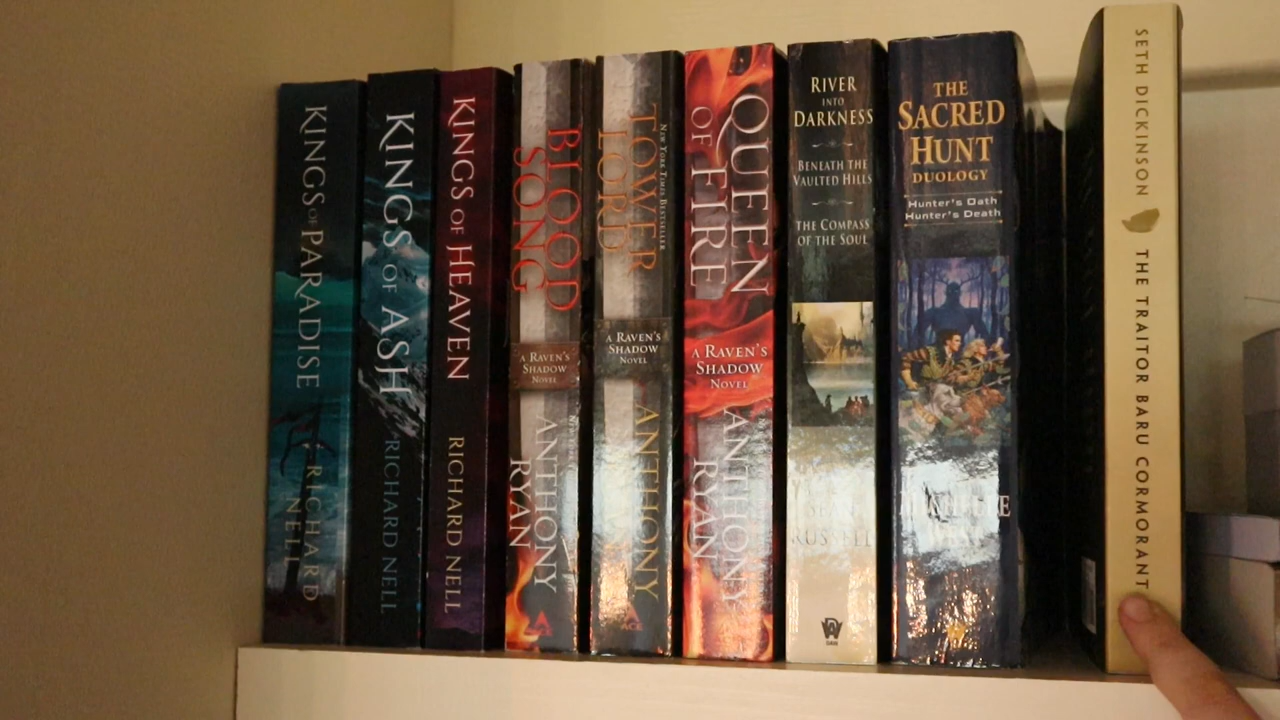 KINGS OF PARADISE
RICHARD
NELL
KINGS OF ASH
RICHARD NELL
KINGS OF HEAVEN
RICHARD NELL
BLOOD
SONG
A RAVEN'S
SHADOW
NOVEL
ANTHONY
RYAN
NEW YORK TIMES BESTSELLER
TOWER
LORD
A RAVEN'S
SHADOW
NOVEL
ANTHONY
QUEEN
OF FIRE
A RAVEN'S
SHADOW
NOVEL
ANTHONY
RYAN
RIVER
INTO
DARKNESS
BENEATH THE
VAULTED HILLS
THE COMPASS
OF THE SOUL
SEAN
RUSSELL
DAW
THE
SACRED
HUNT
DUOLOGY
Hunter's Oath
Hunter's Death
SETH DICKINSON THE TRAITOR BARU CORMORANT